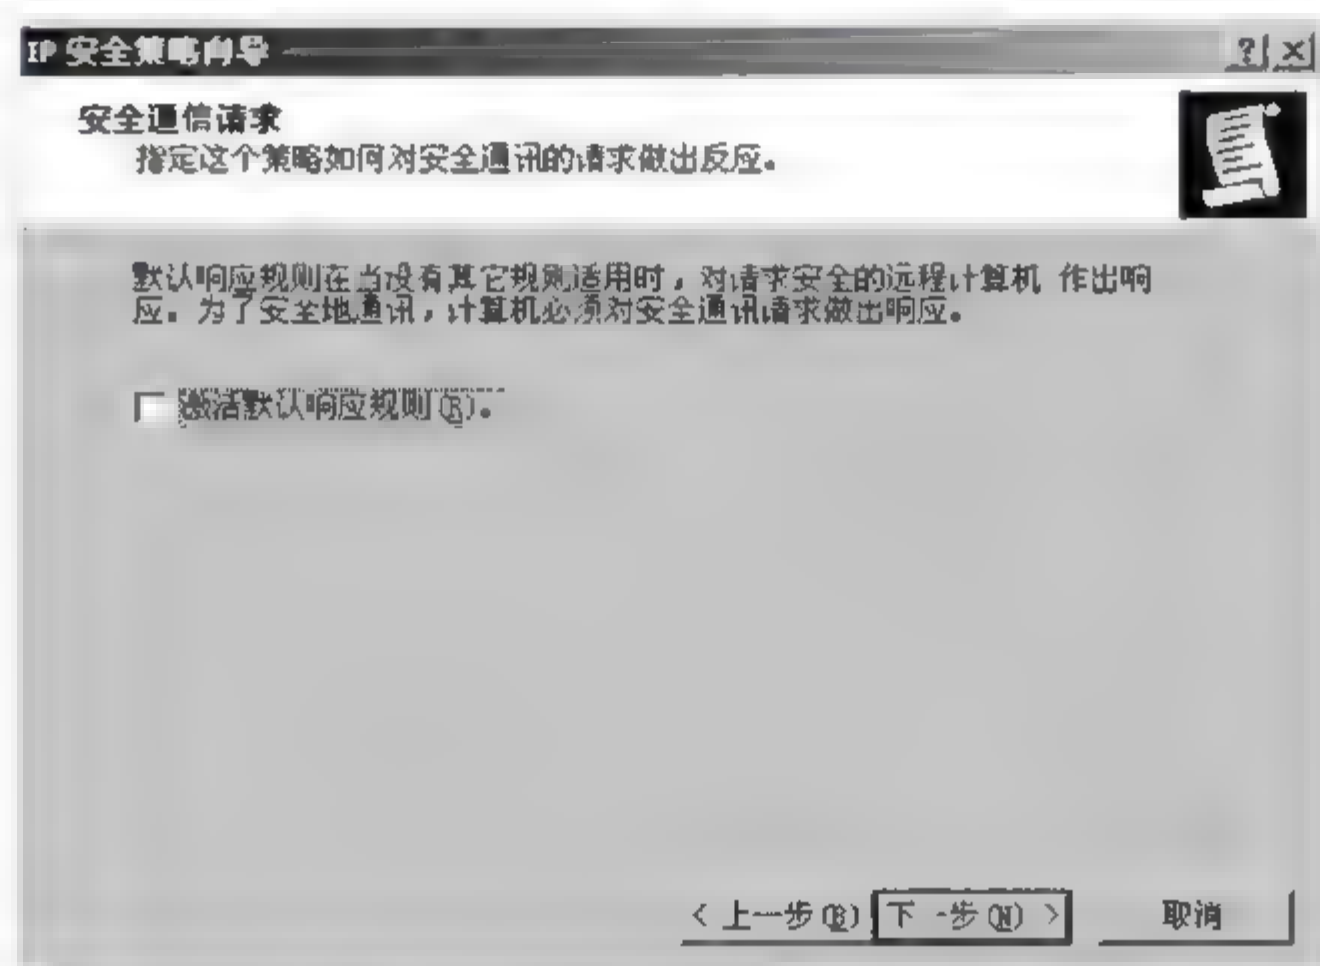 IP 安全策略向导
安全通信请求
指定这个策略如何对安全通讯的请求做出反应。
默认响应规则在当没有其它规则适用时，对请求安全的远程计算机 作出响
应。为了安全地通讯，计算机必须对安全通讯请求做出响应。
激活默认响应规则(R)。
< 上一步(B) 下一步(N) > 取消